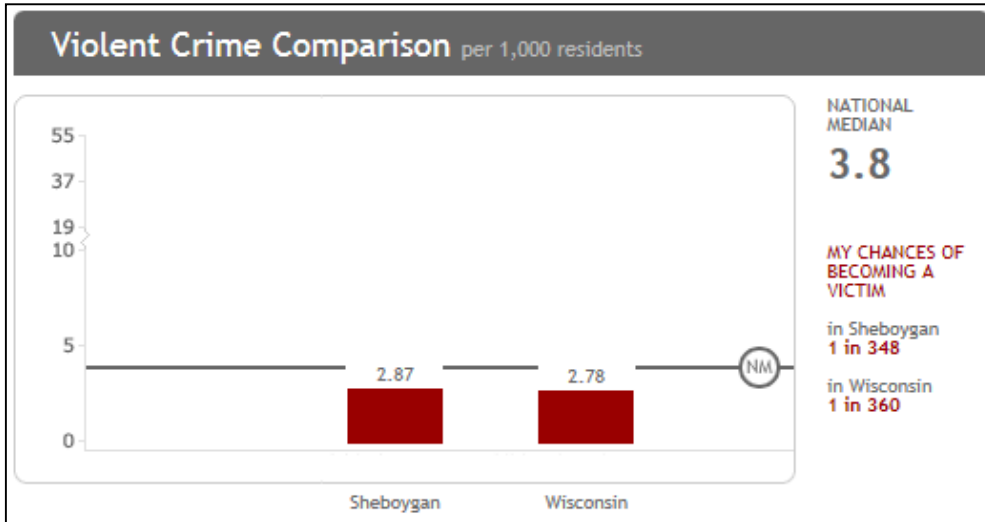 Violent Crime Comparison per 1,000 residents
55
37
19
10
5
0
2.87
2.78
NM
Sheboygan
Wisconsin
NATIONAL
MEDIAN
3.8
MY CHANCES OF
BECOMING A
VICTIM
in Sheboygan
1 in 348
in Wisconsin
1 in 360